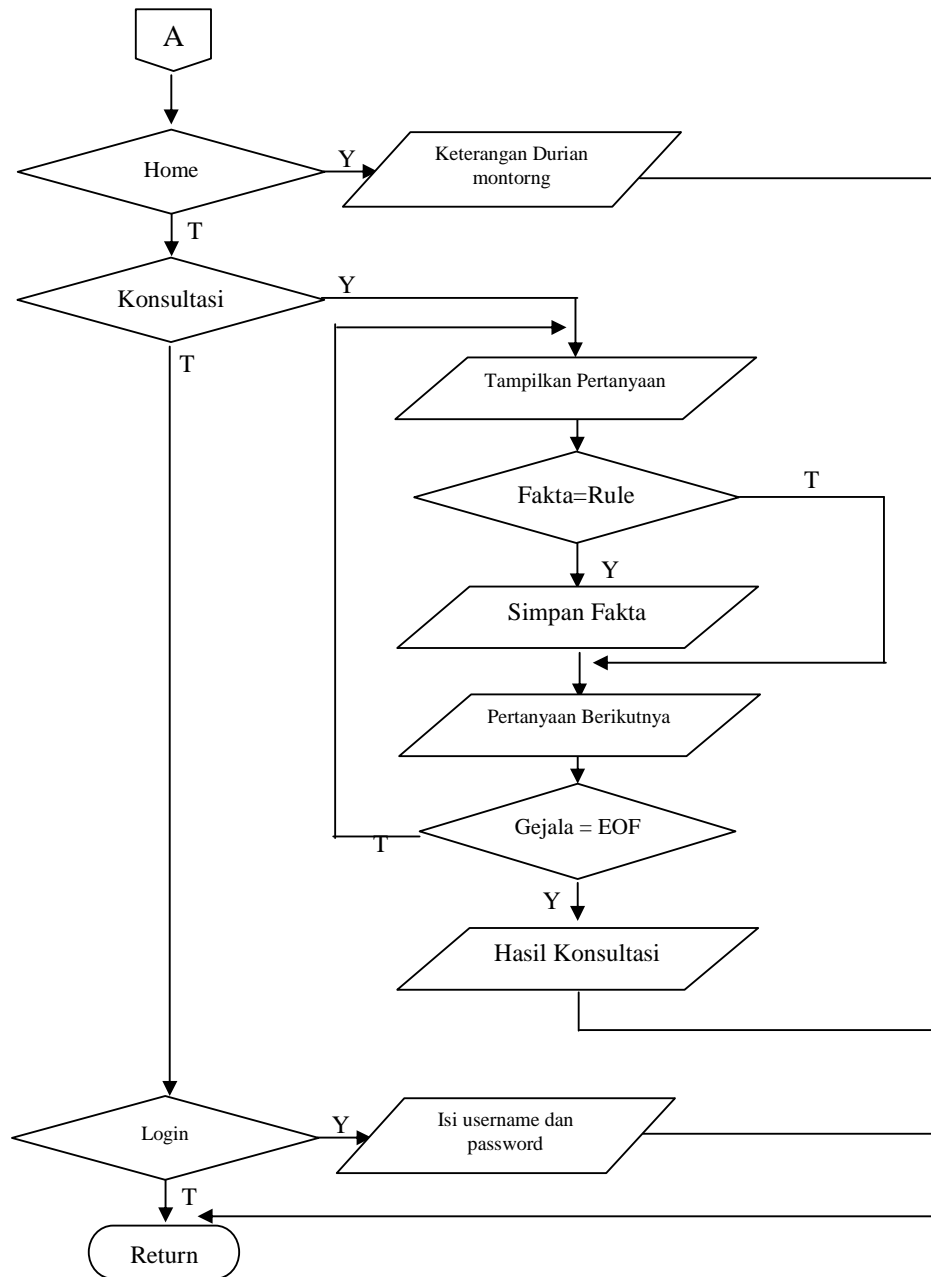 A
Home
Y
Keterangan Durian
montorng
T
Konsultasi
Y
T
Tampilkan Pertanyaan
Fakta=Rule
T
Y
Simpan Fakta
Pertanyaan Berikutnya
Gejala = EOF
T
Y
Hasil Konsultasi
Login
Y
Isi username dan
password
T
Return